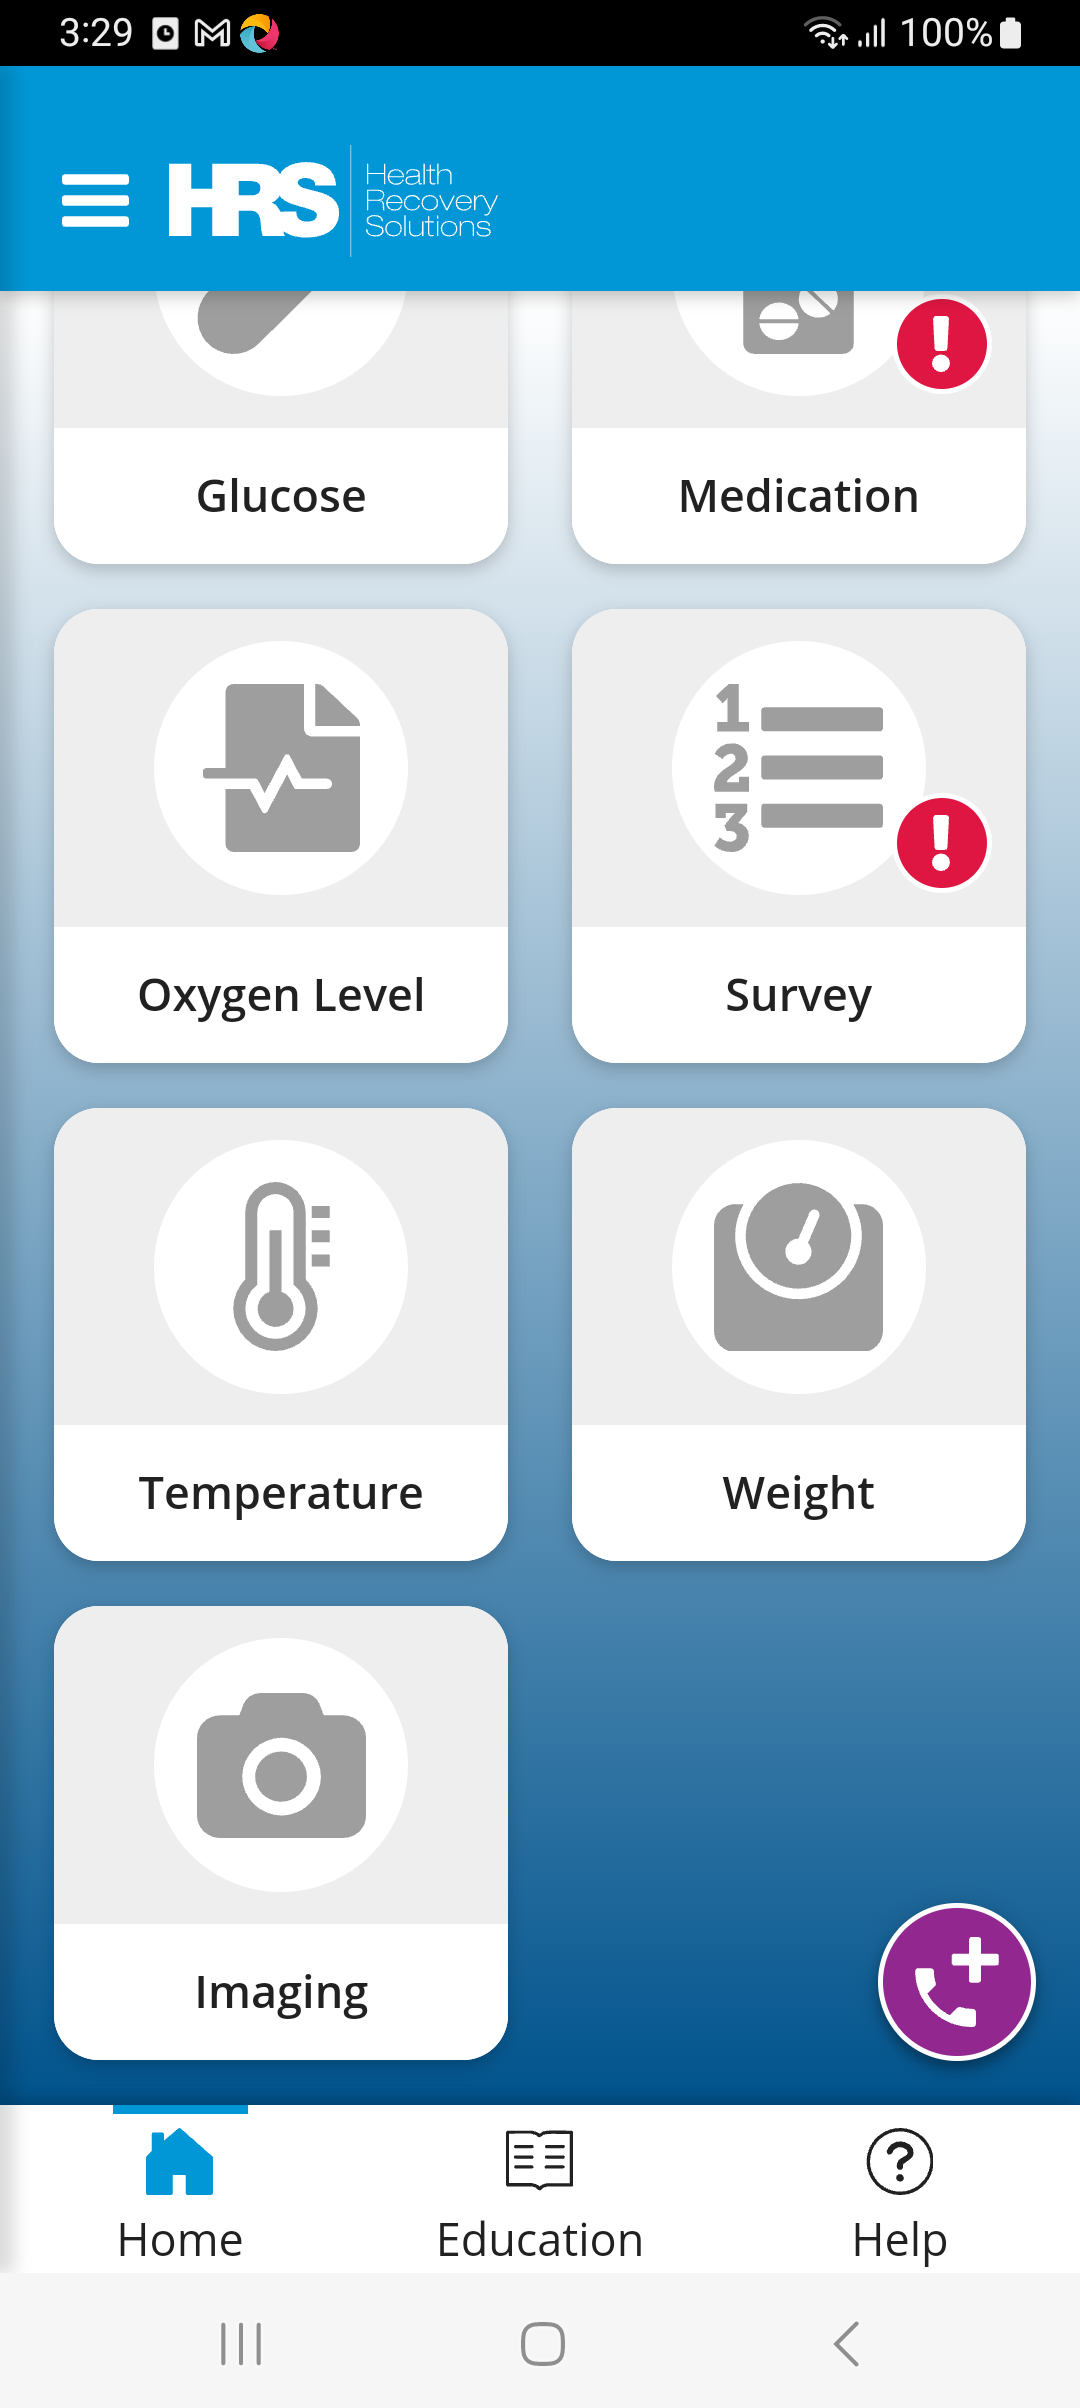 3:29
100%
HRS
Health
Recovery
Solutions
Glucose
Medication
1
2
3
Oxygen Level
Survey
Temperature
Weight
Imaging
Home
Education
Help